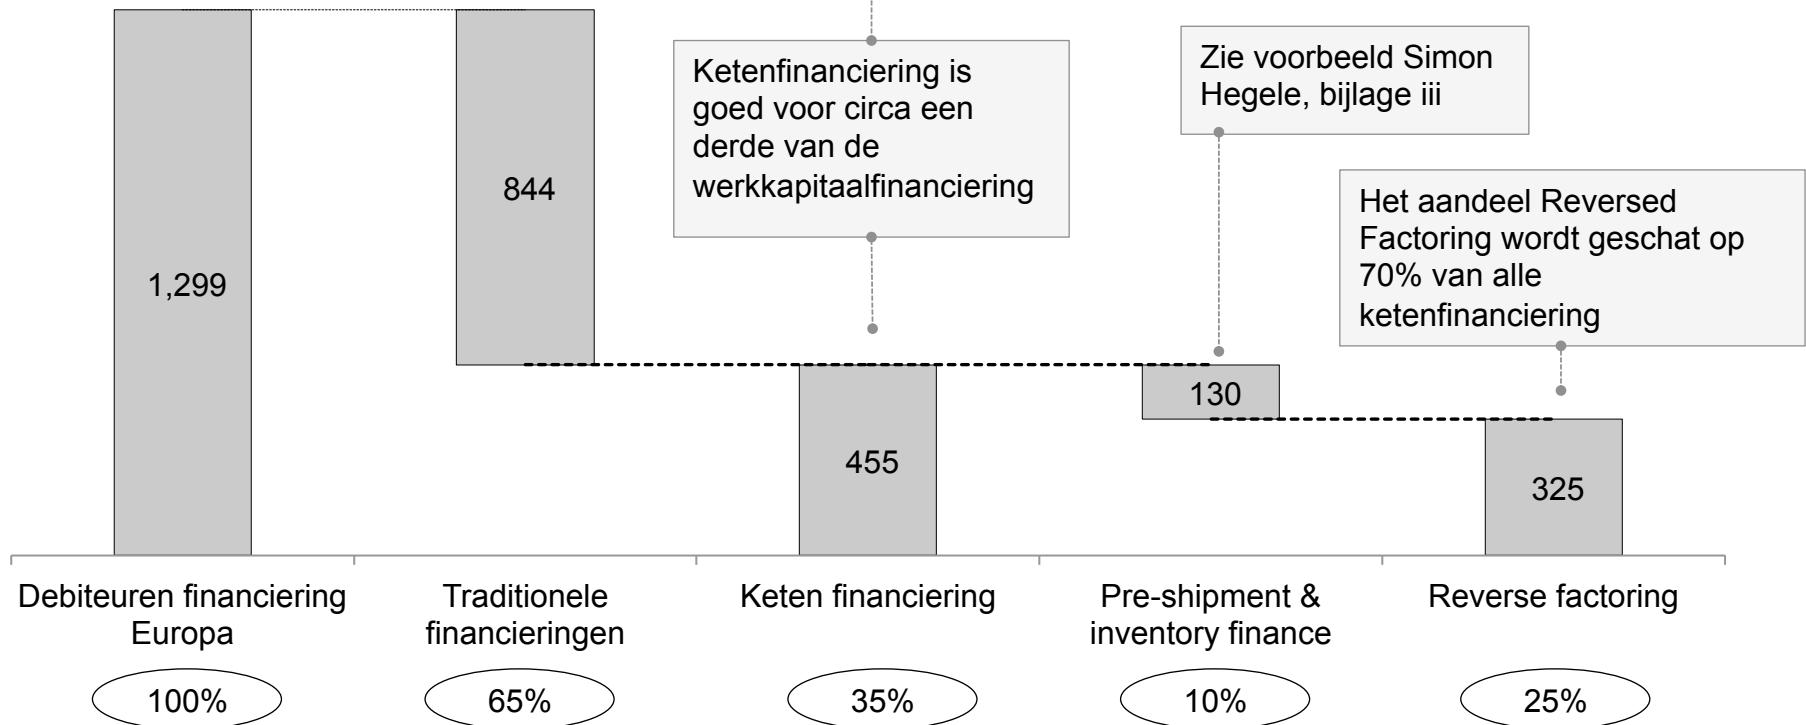 Ketenfinanciering is
goed voor circa een
derde van de
werkkapitaalfinanciering
Zie voorbeeld Simon
Hegele, bijlage iii
Het aandeel Reversed
Factoring wordt geschat op
70% van alle
ketenfinanciering
1,299
844
455
130
325
Debiteuren financiering
Europa
Traditionele
financieringen
Keten financiering
Pre-shipment &
inventory finance
Reverse factoring
100%
65%
35%
10%
25%